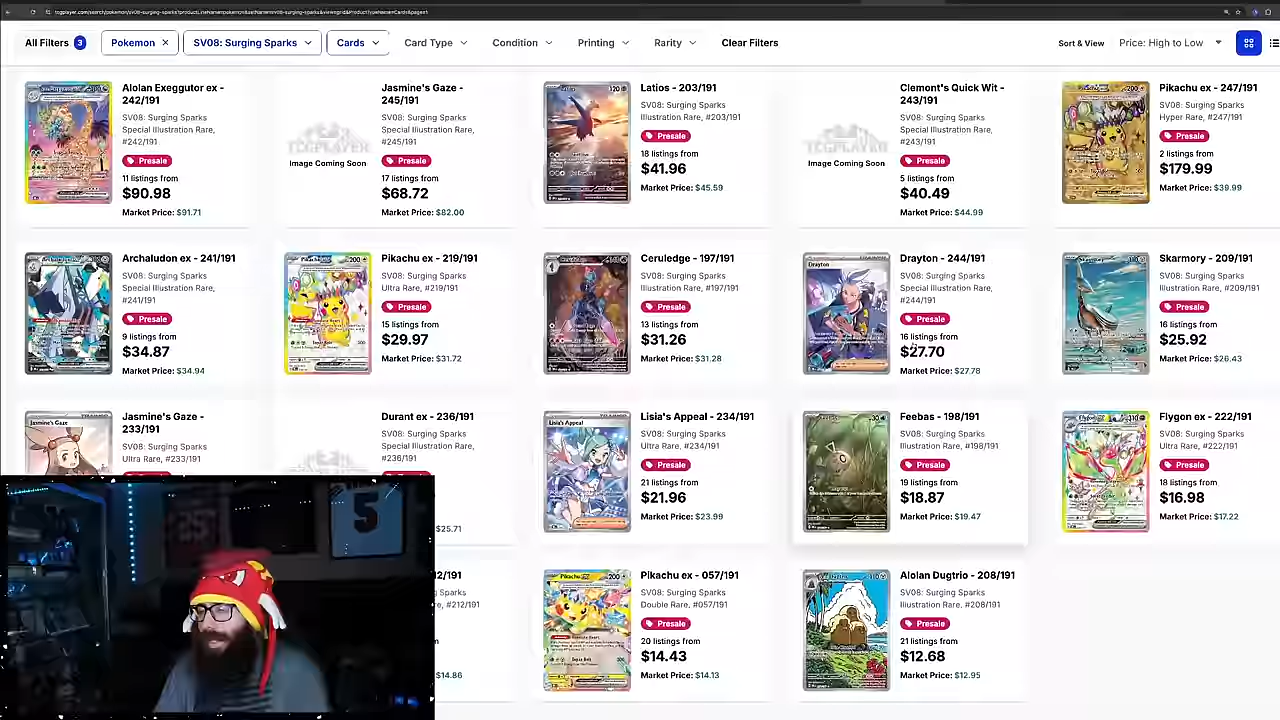 All Filters 3
Pokemon ×
SV08: Surging Sparks
Cards
Card Type
Condition
Printing
Rarity
Clear Filters
Sort & View
Price: High to Low
Alolan Exeggutor ex -
242/191
SV08: Surging Sparks
Special Illustration Rare,
#242/191
Presale
11 listings from
$90.98
Market Price: $91.71
Image Coming Soon
Jasmine's Gaze -
245/191
SV08: Surging Sparks
Special Illustration Rare,
#245/191
Presale
17 listings from
$68.72
Market Price: $82.00
Latios - 203/191
SV08: Surging Sparks
Illustration Rare, #203/191
Presale
18 listings from
$41.96
Market Price: $45.59
Image Coming Soon
Clemont's Quick Wit -
243/191
SV08: Surging Sparks
Special Illustration Rare,
#243/191
Presale
5 listings from
$40.49
Market Price: $44.99
Pikachu ex - 247/191
SV08: Surging Sparks
Hyper Rare, #247/191
Presale
2 listings from
$179.99
Market Price: $39.99
Archaludon ex - 241/191
SV08: Surging Sparks
Special Illustration Rare,
#241/191
Presale
9 listings from
$34.87
Market Price: $34.94
Pikachu ex - 219/191
SV08: Surging Sparks
Ultra Rare, #219/191
Presale
15 listings from
$29.97
Market Price: $31.72
Ceruledge - 197/191
SV08: Surging Sparks
Illustration Rare, #197/191
Presale
13 listings from
$31.26
Market Price: $31.28
Drayton
Drayton - 244/191
SV08: Surging Sparks
Special Illustration Rare,
#244/191
Presale
16 listings from
$27.70
Market Price: $27.78
Skarmory - 209/191
SV08: Surging Sparks
Illustration Rare, #209/191
Presale
16 listings from
$25.92
Market Price: $26.43
Jasmine's Gaze
Jasmine's Gaze -
233/191
SV08: Surging Sparks
Ultra Rare, #233/191
Durant ex - 236/191
SV08: Surging Sparks
Special Illustration Rare,
#236/191
$25.71
Lisia's Appeal
Lisia's Appeal - 234/191
SV08: Surging Sparks
Ultra Rare, #234/191
Presale
21 listings from
$21.96
Market Price: $23.99
Feebas - 198/191
SV08: Surging Sparks
Illustration Rare, #198/191
Presale
19 listings from
$18.87
Market Price: $19.47
Flygon ex - 222/191
SV08: Surging Sparks
Ultra Rare, #222/191
Presale
18 listings from
$16.98
Market Price: $17.22
2/191
g Sparks
e, #212/191
$14.86
Pikachu ex - 057/191
SV08: Surging Sparks
Double Rare, #057/191
Presale
20 listings from
$14.43
Market Price: $14.13
Alolan Dugtrio - 208/191
SV08: Surging Sparks
Illustration Rare, #208/191
Presale
21 listings from
$12.68
Market Price: $12.95
5